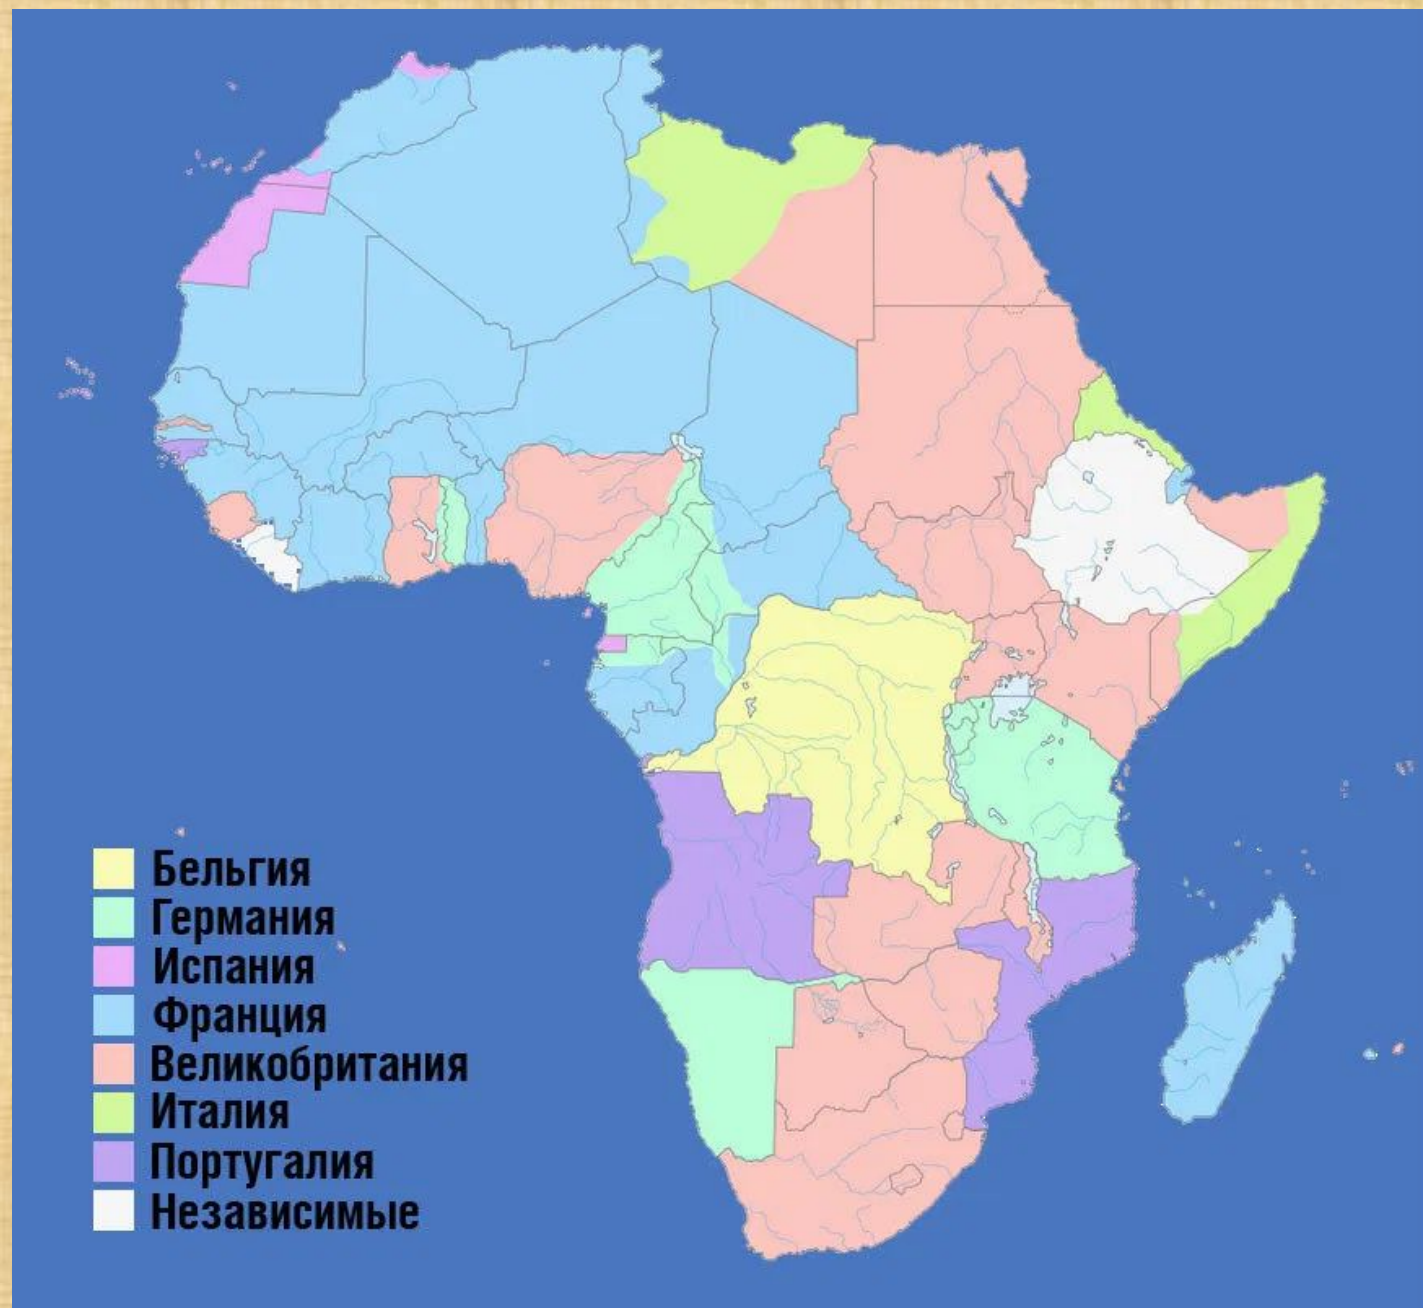 Бельгия
Германия
Испания
Франция
Великобритания
Италия
Португалия
Независимые